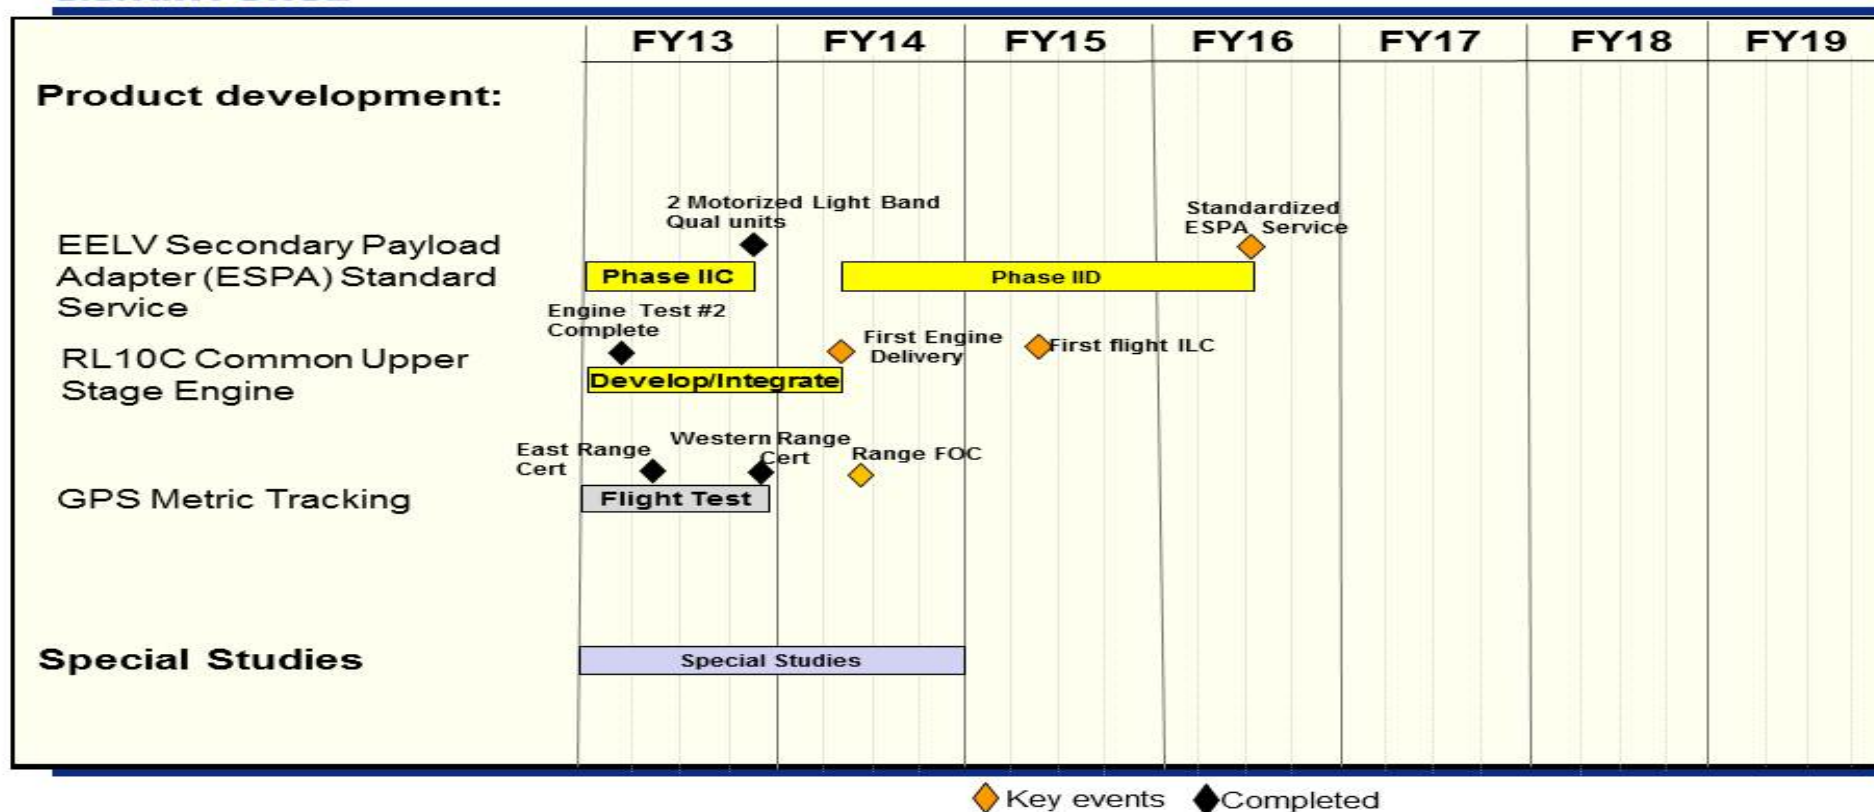 FY13 FY14 FY15 FY16 FY17 FY18 FY19
Product development:
2 Motorized Light Band
Qual units
Standardized
ESPA Service
EELV Secondary Payload
Adapter (ESPA) Standard
Service
Phase IIC
Phase IID
Engine Test #2
Complete
First Engine
Delivery
First flight ILC
RL10C Common Upper
Stage Engine
Develop/Integrate
East Range
Cert
Western Range
Cert
Range FOC
GPS Metric Tracking
Flight Test
Special Studies
Special Studies
Key events Completed